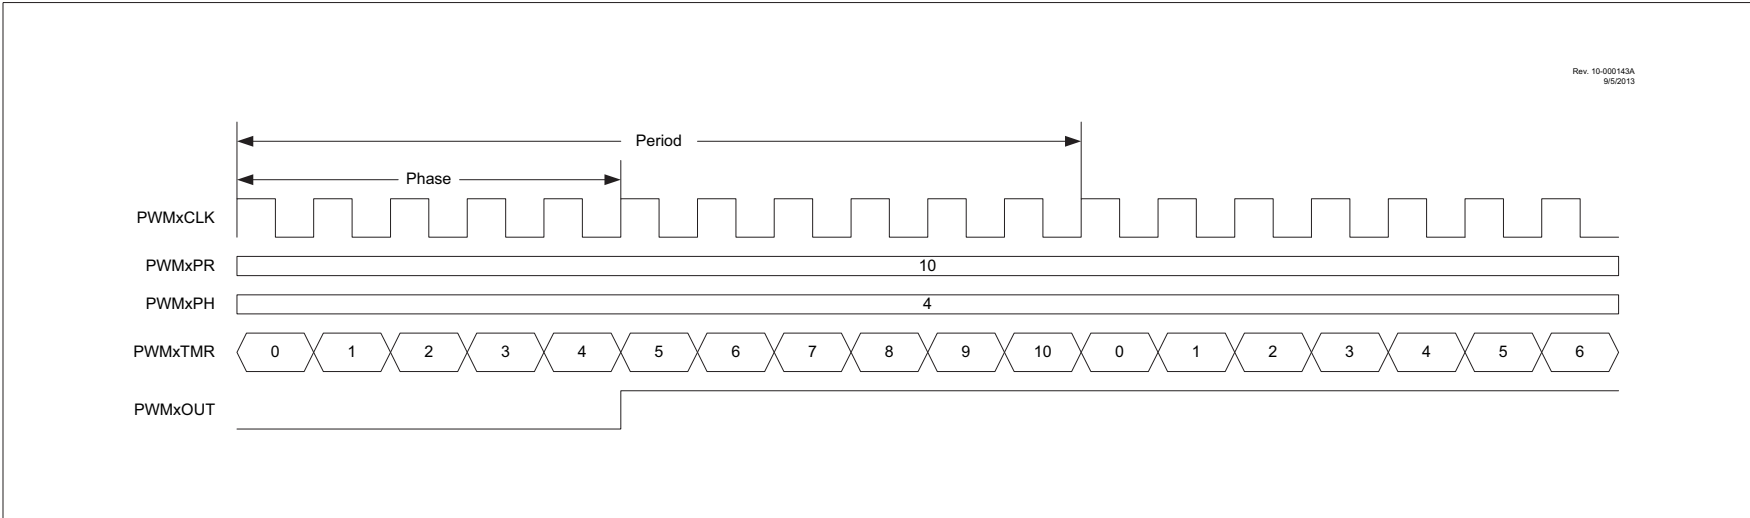 Rev. 10-000143A
9/5/2013
Period
Phase
PWMxCLK
PWMxPR 10
PWMxPH 4
PWMxTMR 0 1 2 3 4 5 6 7 8 9 10 0 1 2 3 4 5 6
PWMxOUT